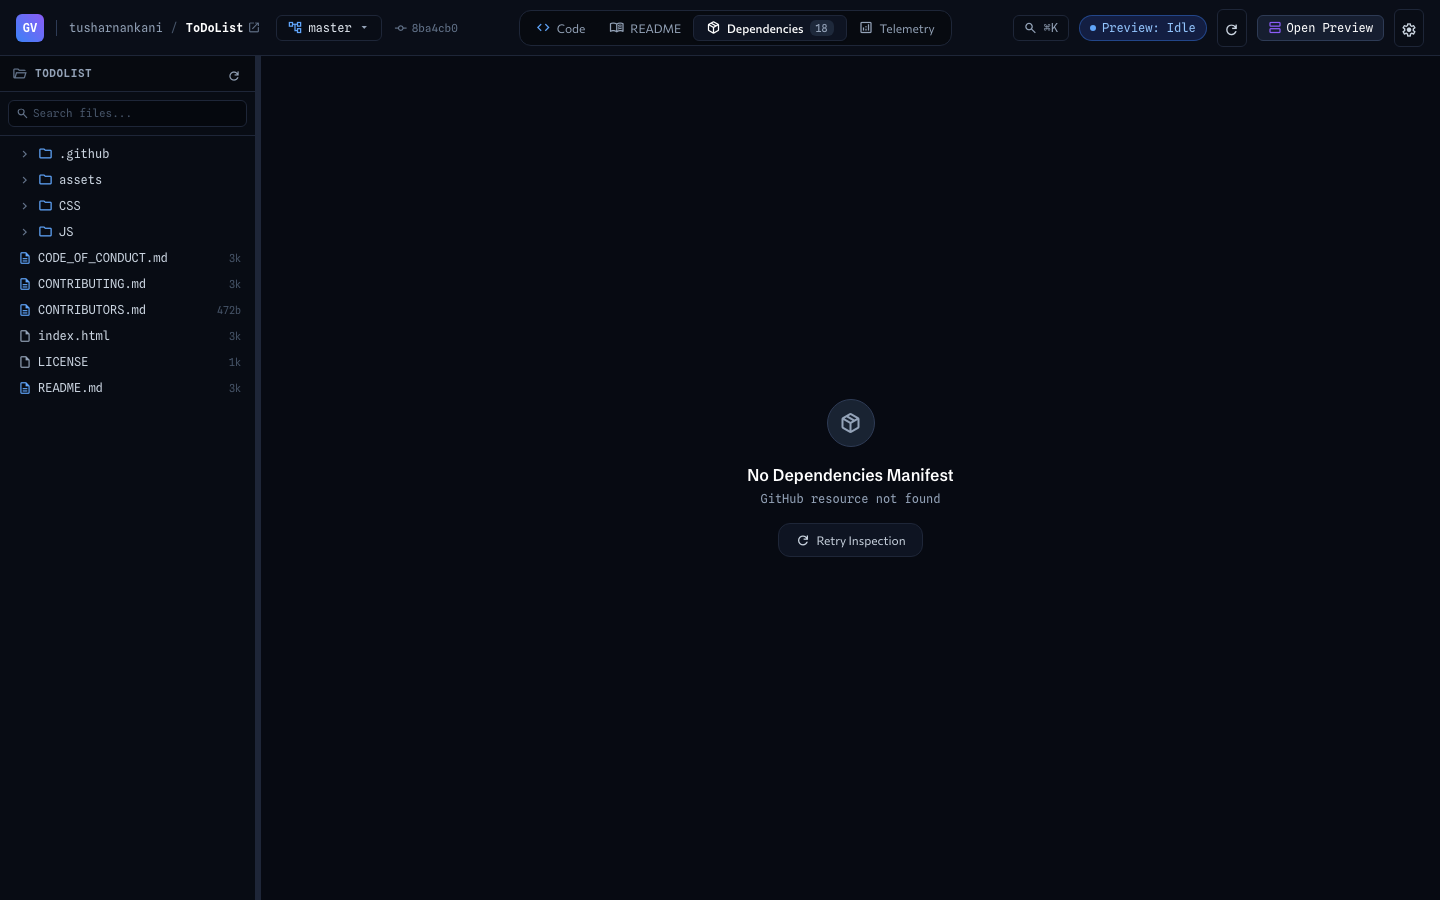 GV tusharnankani / ToDoList master 8ba4cb0 Code README Dependencies 18 Telemetry ⌘K Preview: Idle Open Preview
TODOLIST
Search files...
.github
assets
CSS
JS
CODE_OF_CONDUCT.md 3k
CONTRIBUTING.md 3k
CONTRIBUTORS.md 472b
index.html 3k
LICENSE 1k
README.md 3k
No Dependencies Manifest
GitHub resource not found
Retry Inspection